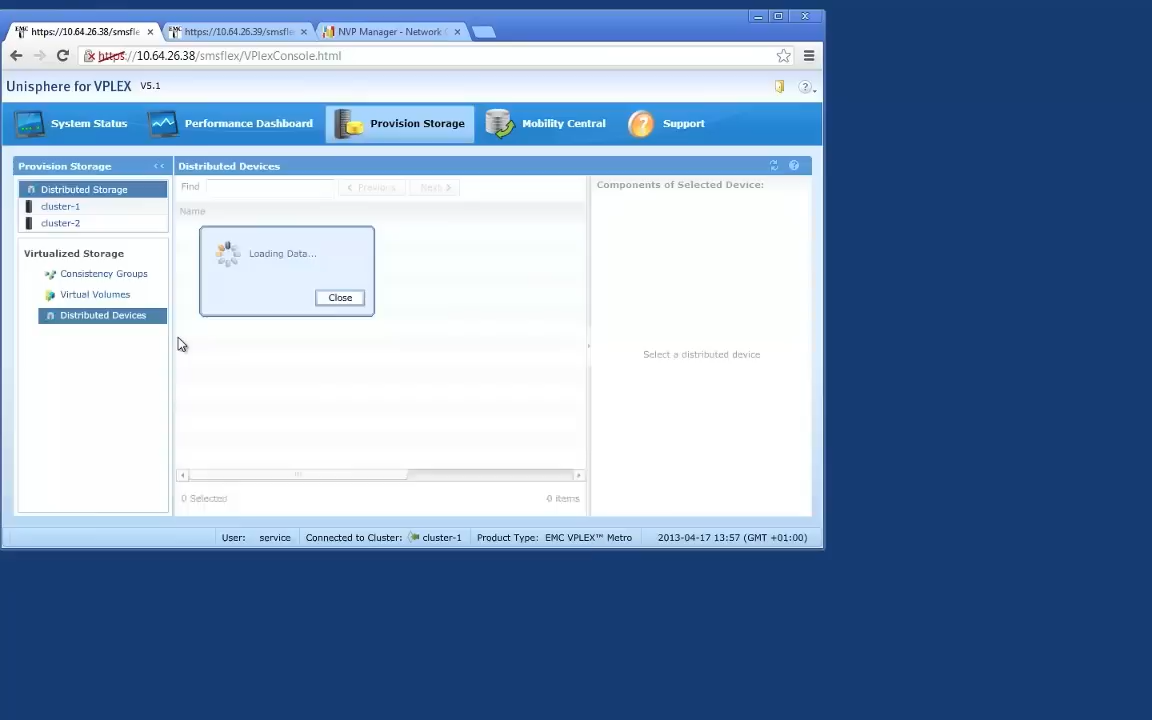 https://10.64.26.38/smsfl
https://10.64.26.39/smsfl
NVP Manager - Network
https://10.64.26.38/smsflex/VPlexConsole.html
Unisphere for VPLEX V5.1
System Status
Performance Dashboard
Provision Storage
Mobility Central
Support
Provision Storage <<
Distributed Storage
cluster-1
cluster-2
Virtualized Storage
Consistency Groups
Virtual Volumes
Distributed Devices
Distributed Devices
Find
Previous
Next
Name
Loading Data...
Close
0 Selected
0 items
Components of Selected Device:
Select a distributed device
User: service
Connected to Cluster: cluster-1
Product Type: EMC VPLEX™ Metro
2013-04-17 13:57 (GMT +01:00)